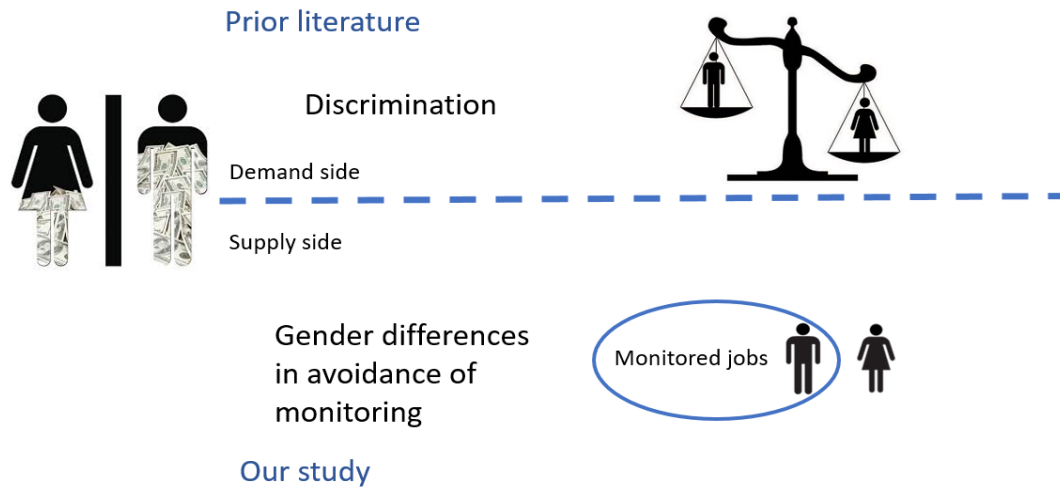 Prior literature
Discrimination
Demand side
Supply side
Gender differences
in avoidance of
monitoring
Monitored jobs
Our study